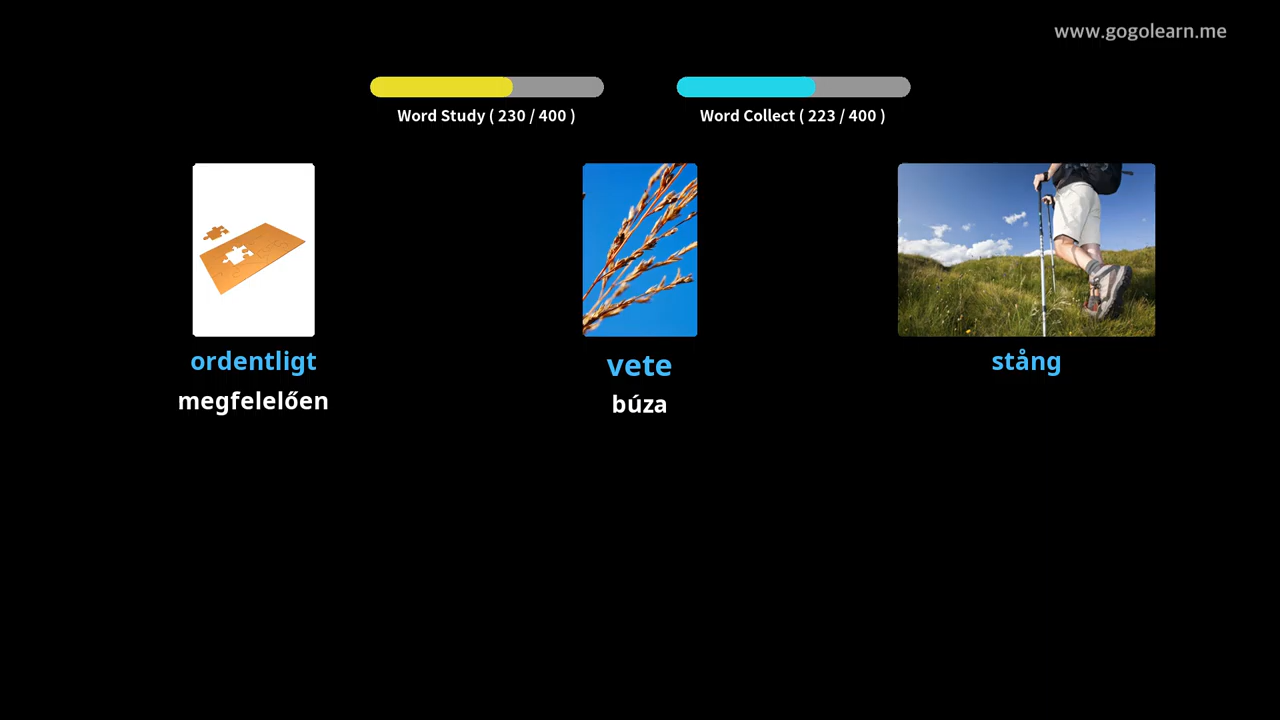 www.gogolearn.me
Word Study ( 230 / 400 )
Word Collect ( 223 / 400 )
ordentligt
vete
stång
megfelelően
búza